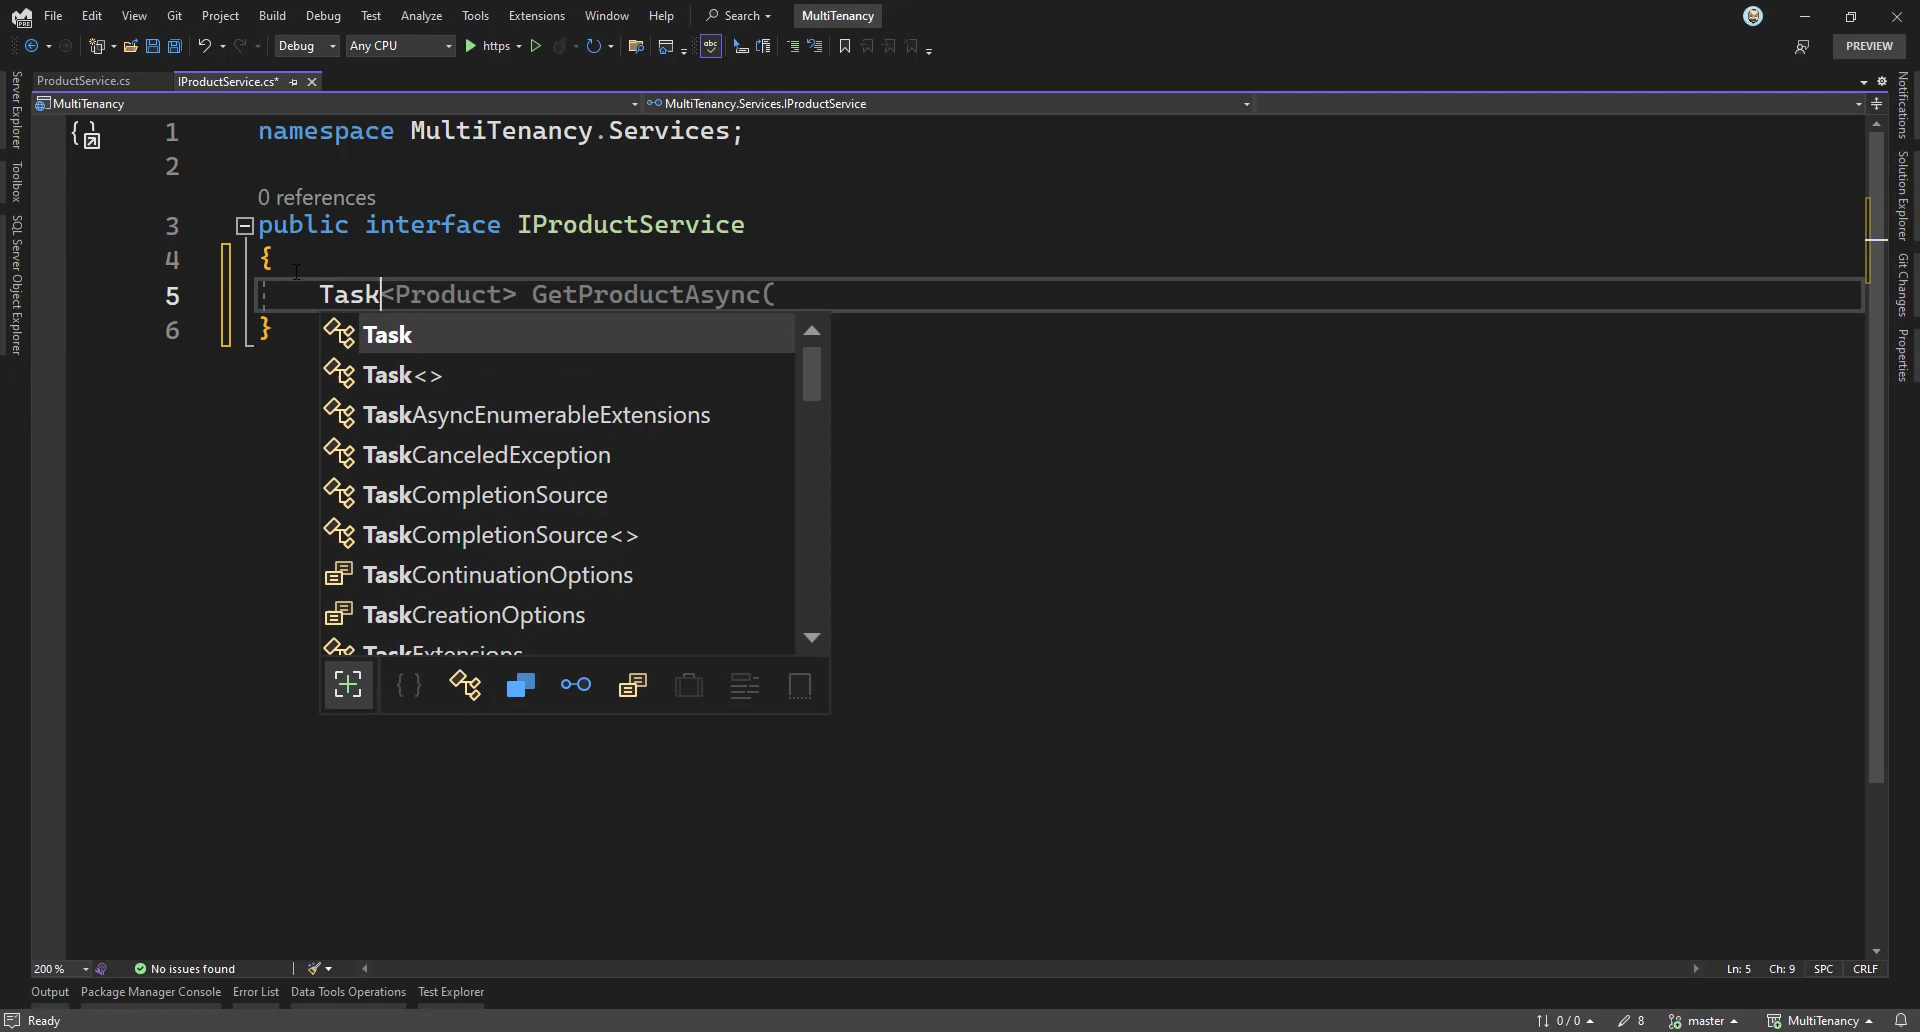 File Edit View Git Project Build Debug Test Analyze Tools Extensions Window Help Search MultiTenancy
Debug Any CPU https PREVIEW
ProductService.cs IProductService.cs*
MultiTenancy MultiTenancy.Services.IProductService
1 namespace MultiTenancy.Services;
2
0 references
3 public interface IProductService
4 {
5 Task<Product> GetProductAsync(
6 }
Task
Task<>
TaskAsyncEnumerableExtensions
TaskCanceledException
TaskCompletionSource
TaskCompletionSource<>
TaskContinuationOptions
TaskCreationOptions
TaskExtensions
Server Explorer
Toolbox
SQL Server Object Explorer
Notifications
Solution Explorer
Git Changes
Properties
200 % No issues found Ln: 5 Ch: 9 SPC CRLF
Output Package Manager Console Error List Data Tools Operations Test Explorer
Ready 0 / 0 8 master MultiTenancy